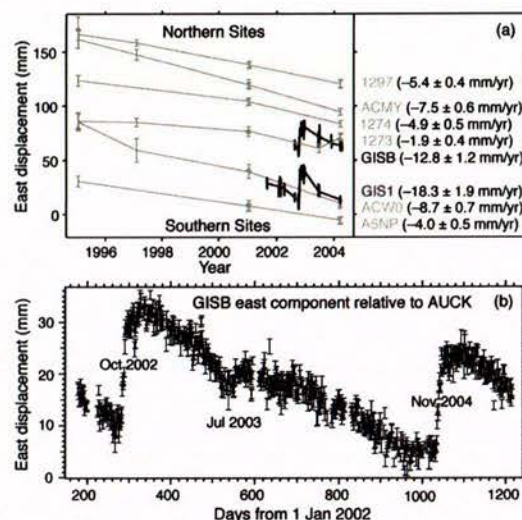 Northern Sites
(a)
East displacement (mm)
150
100
50
0
Southern Sites
1996
1998
2000
2002
2004
Year
1297 (−5.4 ± 0.4 mm/yr)
ACMY (−7.5 ± 0.6 mm/yr)
1274 (−4.9 ± 0.5 mm/yr)
1273 (−1.9 ± 0.4 mm/yr)
GISB (−12.8 ± 1.2 mm/yr)
GIS1 (−18.3 ± 1.9 mm/yr)
ACW0 (−8.7 ± 0.7 mm/yr)
A5NP (−4.0 ± 0.5 mm/yr)
GISB east component relative to AUCK
(b)
East displacement (mm)
30
20
10
0
Oct 2002
Jul 2003
Nov 2004
200
400
600
800
1000
1200
Days from 1 Jan 2002